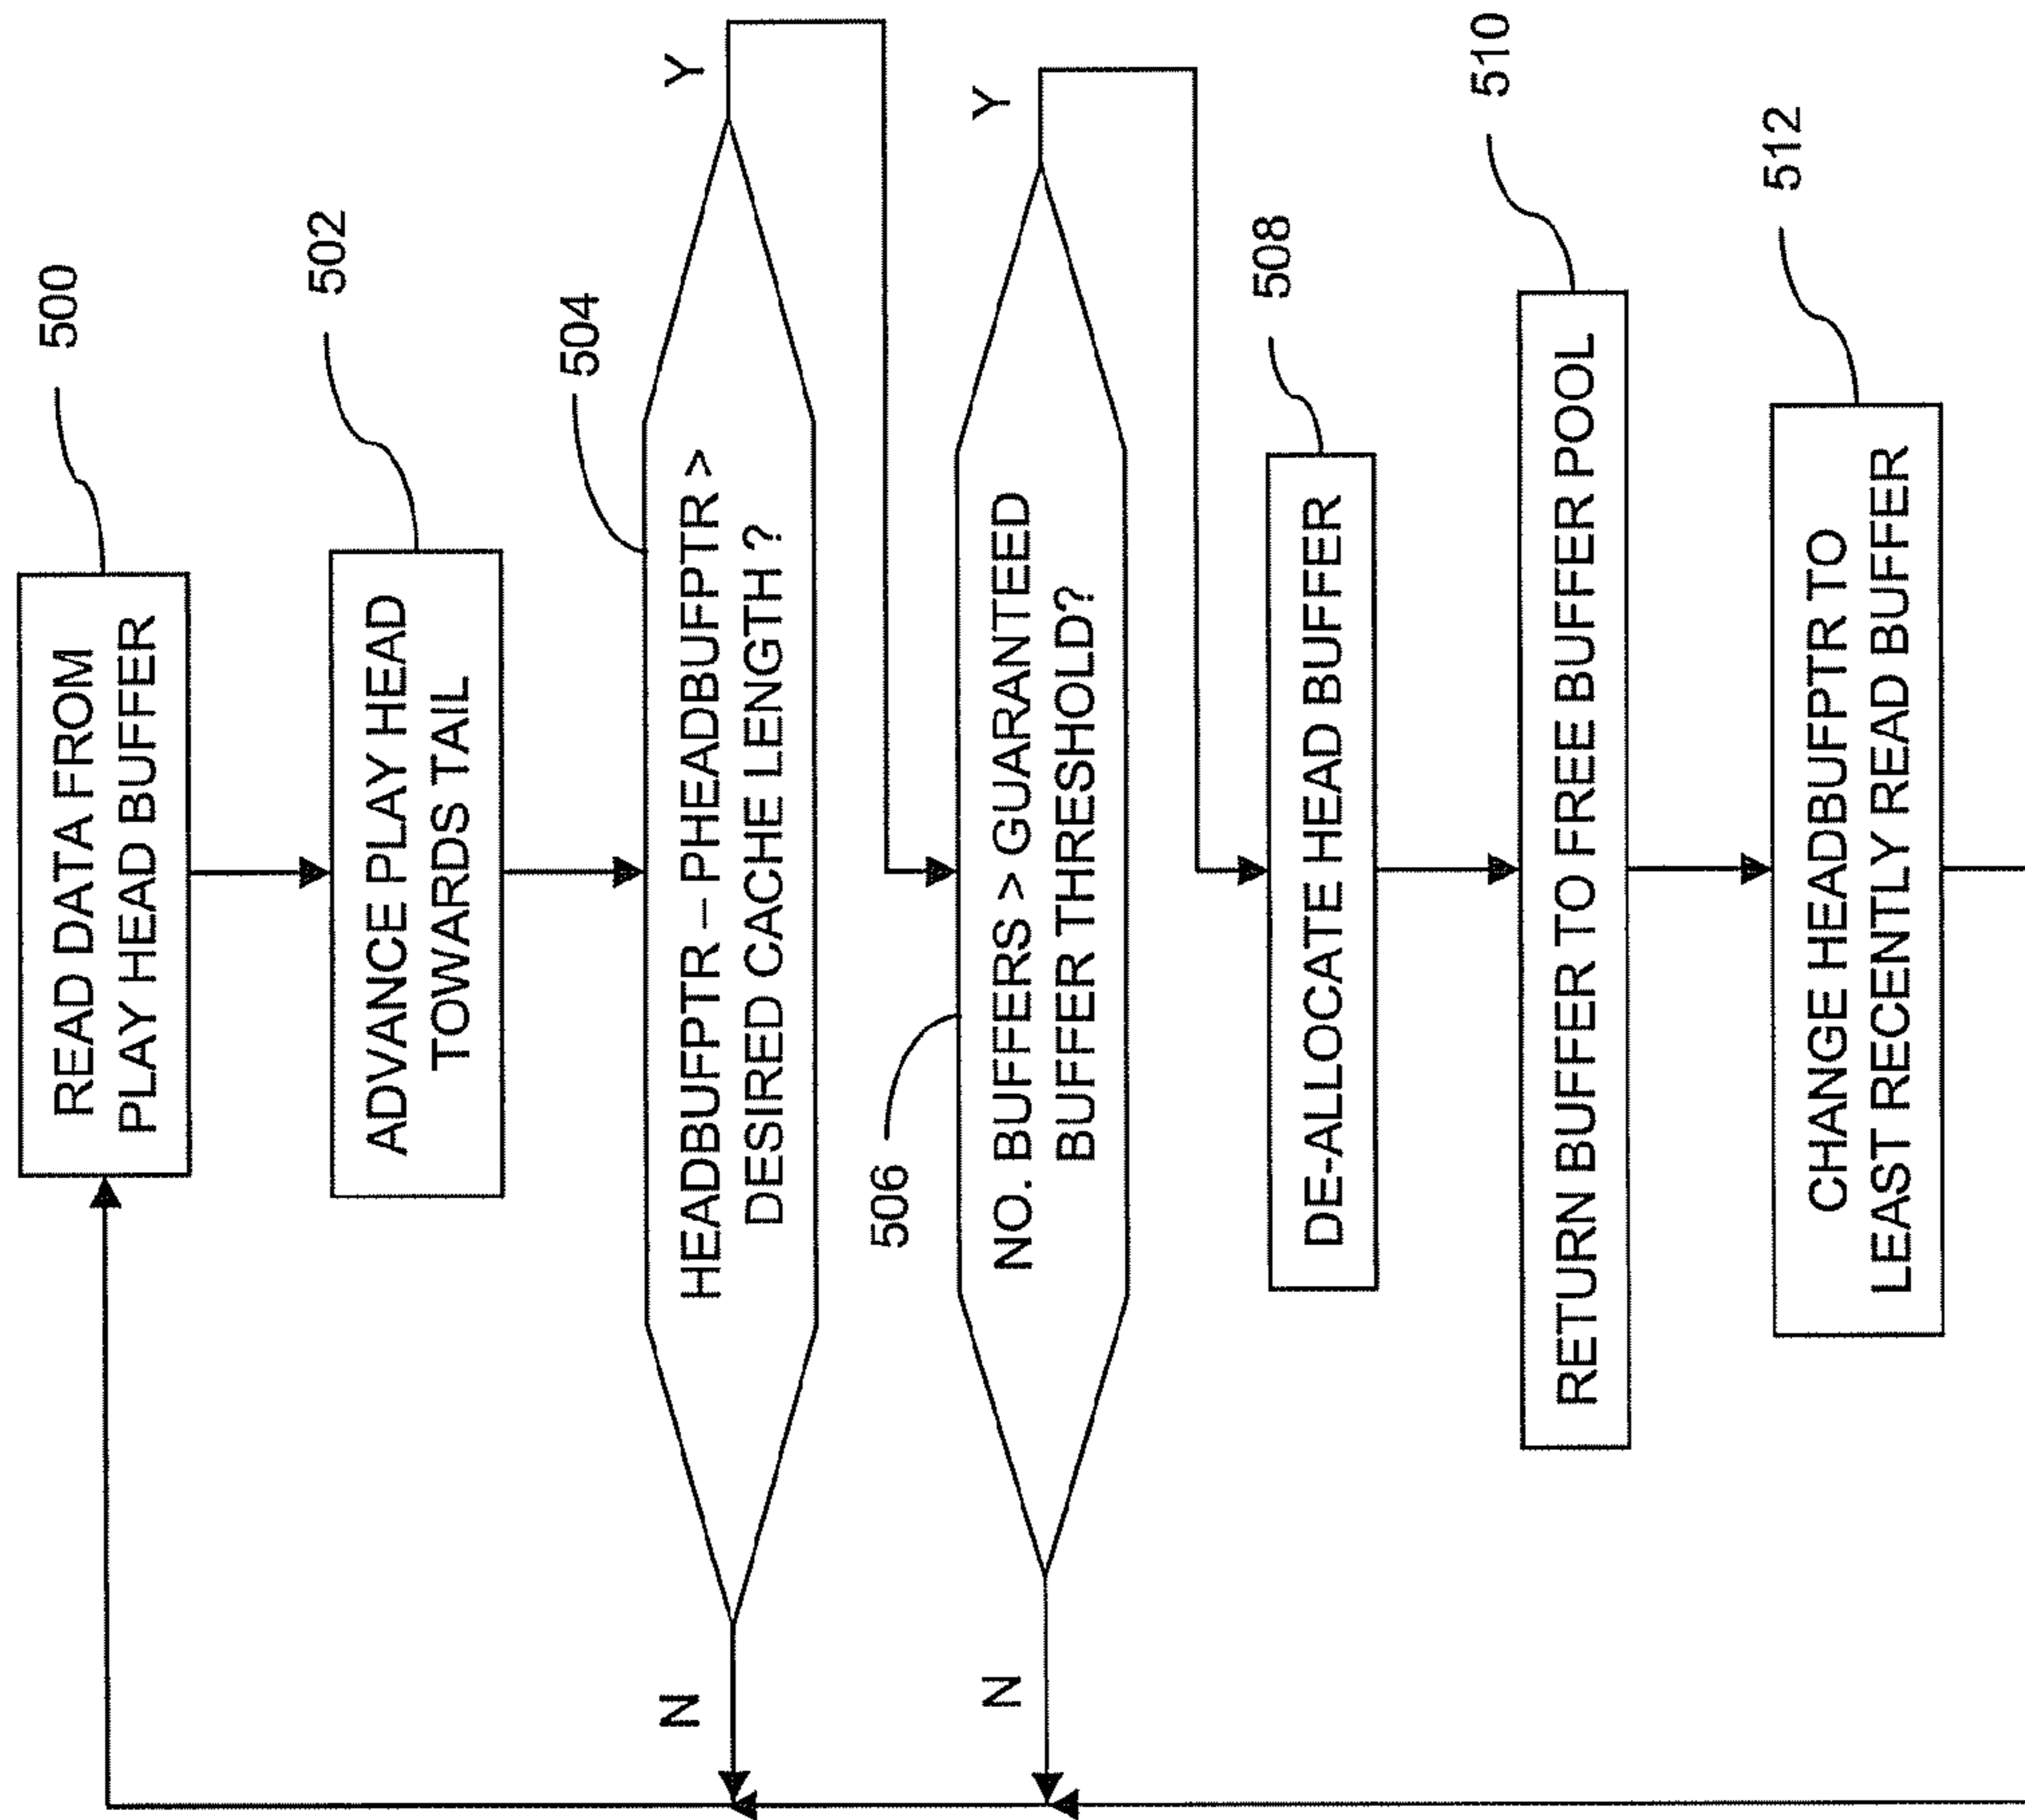 500
READ DATA FROM
PLAY HEAD BUFFER
502
ADVANCE PLAY HEAD
TOWARDS TAIL
504
HEADBUFPTR – PHEADBUFPTR >
DESIRED CACHE LENGTH ?
N
Y
506
NO. BUFFERS > GUARANTEED
BUFFER THRESHOLD?
N
Y
508
DE-ALLOCATE HEAD BUFFER
510
RETURN BUFFER TO FREE BUFFER POOL
512
CHANGE HEADBUFPTR TO
LEAST RECENTLY READ BUFFER